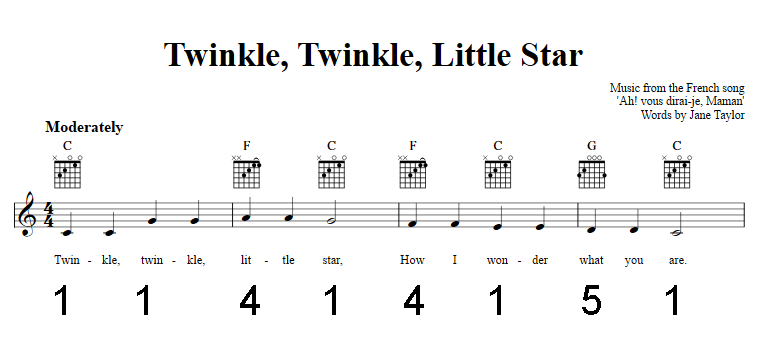 Twinkle, Twinkle, Little Star
Music from the French song
'Ah! vous dirai-je, Maman'
Words by Jane Taylor
Moderately
C F C F C G C
4
4
Twin - kle, twin - kle, lit - tle star, How I won - der what you are.
1 1 4 1 4 1 5 1